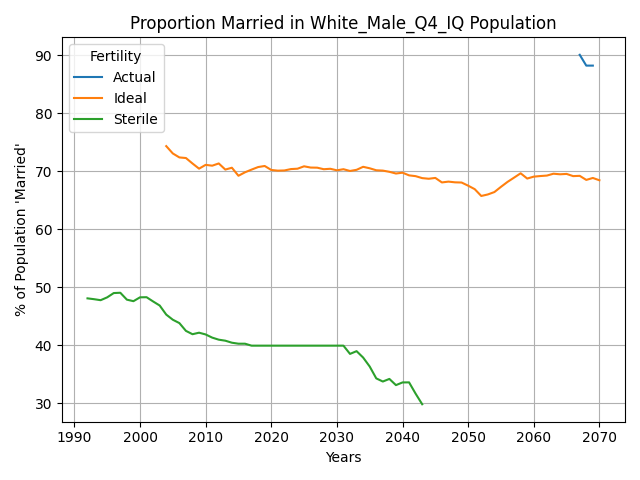 Proportion Married in White_Male_Q4_IQ Population
Fertility
Actual
Ideal
Sterile
% of Population 'Married'
90
80
70
60
50
40
30
1990
2000
2010
2020
2030
2040
2050
2060
2070
Years